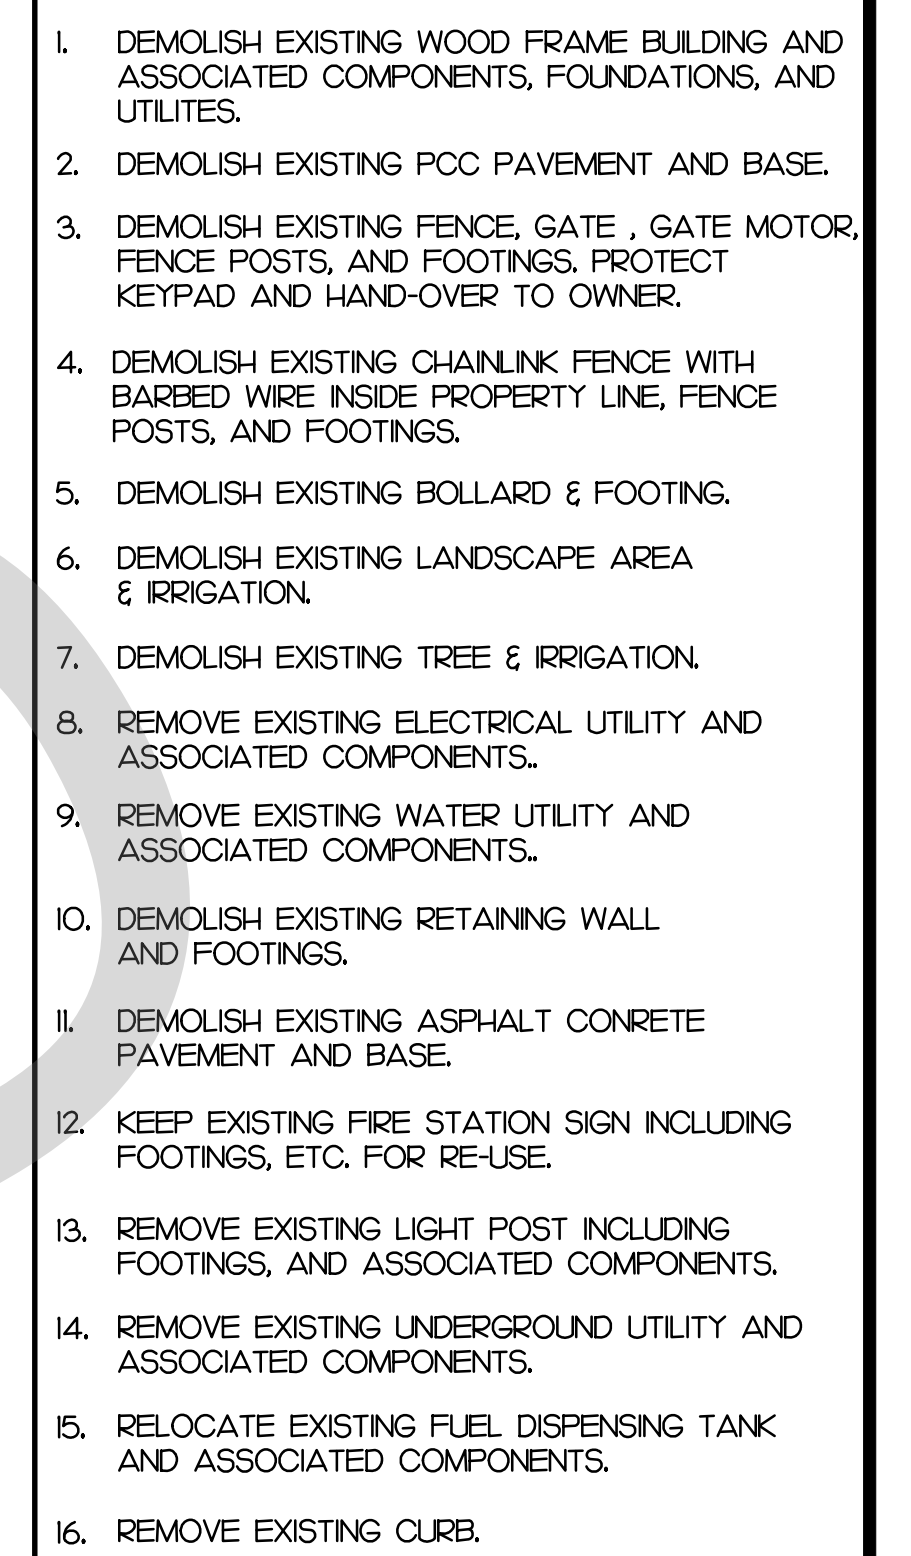 1. DEMOLISH EXISTING WOOD FRAME BUILDING AND
ASSOCIATED COMPONENTS, FOUNDATIONS, AND
UTILITES.
2. DEMOLISH EXISTING PCC PAVEMENT AND BASE.
3. DEMOLISH EXISTING FENCE, GATE , GATE MOTOR,
FENCE POSTS, AND FOOTINGS. PROTECT
KEYPAD AND HAND-OVER TO OWNER.
4. DEMOLISH EXISTING CHAINLINK FENCE WITH
BARBED WIRE INSIDE PROPERTY LINE, FENCE
POSTS, AND FOOTINGS.
5. DEMOLISH EXISTING BOLLARD & FOOTING.
6. DEMOLISH EXISTING LANDSCAPE AREA
& IRRIGATION.
7. DEMOLISH EXISTING TREE & IRRIGATION.
8. REMOVE EXISTING ELECTRICAL UTILITY AND
ASSOCIATED COMPONENTS..
9. REMOVE EXISTING WATER UTILITY AND
ASSOCIATED COMPONENTS..
10. DEMOLISH EXISTING RETAINING WALL
AND FOOTINGS.
11. DEMOLISH EXISTING ASPHALT CONRETE
PAVEMENT AND BASE.
12. KEEP EXISTING FIRE STATION SIGN INCLUDING
FOOTINGS, ETC. FOR RE-USE.
13. REMOVE EXISTING LIGHT POST INCLUDING
FOOTINGS, AND ASSOCIATED COMPONENTS.
14. REMOVE EXISTING UNDERGROUND UTILITY AND
ASSOCIATED COMPONENTS.
15. RELOCATE EXISTING FUEL DISPENSING TANK
AND ASSOCIATED COMPONENTS.
16. REMOVE EXISTING CURB.